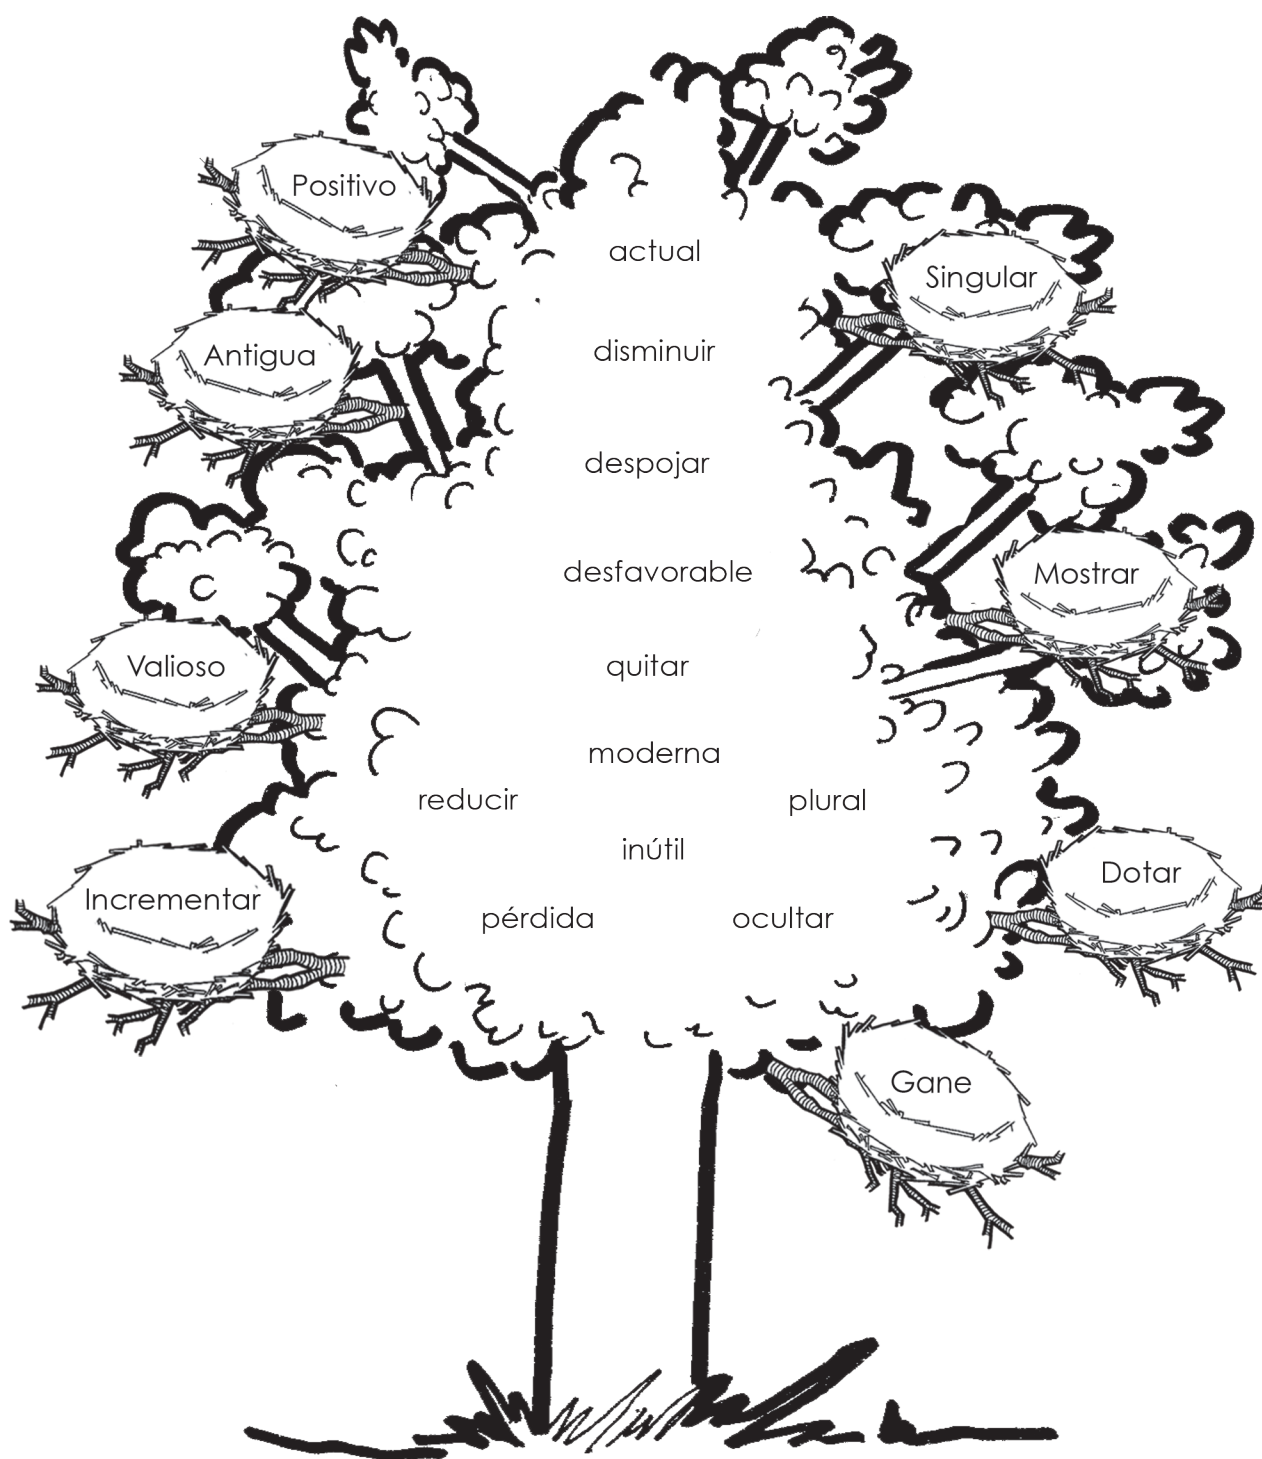 Positivo
actual
Singular
disminuir
Antigua
despojar
desfavorable
Mostrar
quitar
Valioso
moderna
reducir
plural
inútil
Dotar
Incrementar
pérdida
ocultar
Gane